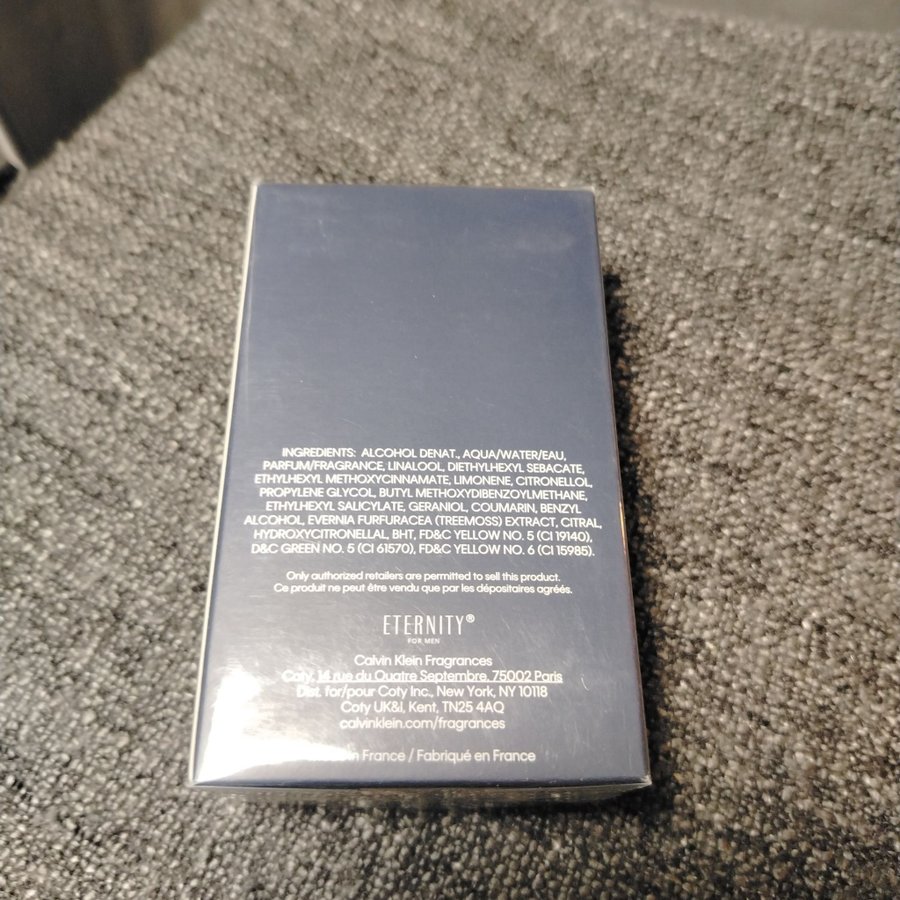 INGREDIENTS: ALCOHOL DENAT., AQUA/WATER/EAU,
PARFUM/FRAGRANCE, LINALOOL, DIETHYLHEXYL SEBACATE,
ETHYLHEXYL METHOXYCINNAMATE, LIMONENE, CITRONELLOL,
PROPYLENE GLYCOL, BUTYL METHOXYDIBENZOYLMETHANE,
ETHYLHEXYL SALICYLATE, GERANIOL, COUMARIN, BENZYL
ALCOHOL, EVERNIA FURFURACEA (TREEMOSS) EXTRACT, CITRAL,
HYDROXYCITRONELLAL, BHT, FD&C YELLOW NO. 5 (CI 19140),
D&C GREEN NO. 5 (CI 61570), FD&C YELLOW NO. 6 (CI 15985).
Only authorized retailers are permitted to sell this product.
Ce produit ne peut être vendu que par les dépositaires agréés.
ETERNITY®
FOR MEN
Calvin Klein Fragrances
Coty, 14 rue du Quatre Septembre, 75002 Paris
Dist. for/pour Coty Inc., New York, NY 10118
Coty UK&I, Kent, TN25 4AQ
calvinklein.com/fragrances
in France / Fabriqué en France